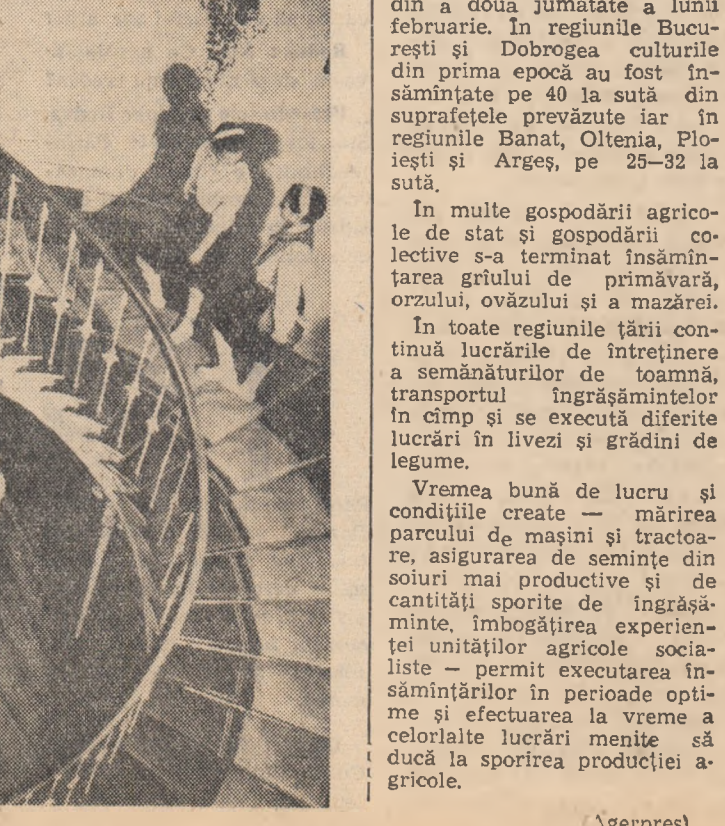 din a doua jumătate a lunii
februarie. În regiunile Bucu-
rești și Dobrogea culturile
din prima epocă au fost în-
sămînțate pe 40 la sută din
suprafețele prevăzute iar în
regiunile Banat, Oltenia, Plo-
iești și Argeș, pe 25—32 la
sută.
În multe gospodării agrico-
le de stat și gospodării co-
lective s-a terminat însămîn-
țarea grîului de primăvară,
orzului, ovăzului și a mazărei.
În toate regiunile țării con-
tinuă lucrările de întreținere
a semănăturilor de toamnă,
transportul îngrășămintelor
în cîmp și se execută diferite
lucrări în livezi și grădini de
legume.
Vremea bună de lucru și
condițiile create — mărirea
parcului de mașini și tractoa-
re, asigurarea de semințe din
soiuri mai productive și de
cantități sporite de îngrășă-
minte, îmbogățirea experien-
ței unităților agricole socia-
liste — permit executarea în-
sămînțărilor în perioade opti-
me și efectuarea la vreme a
celorlalte lucrări menite să
ducă la sporirea producției a-
gricole.
(Agerpres)